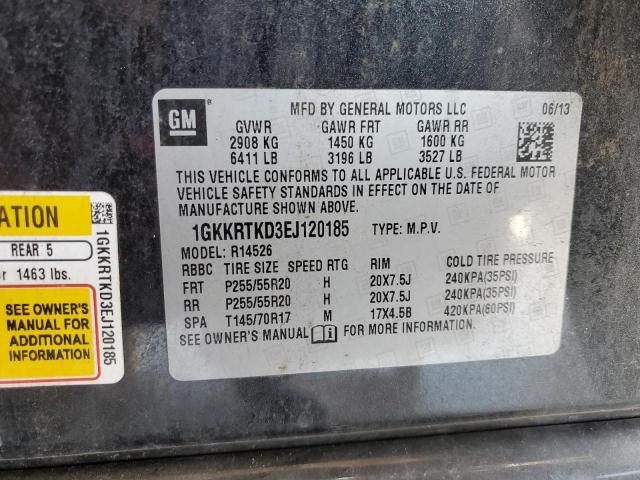 GM
MFD BY GENERAL MOTORS LLC 06/13
GVWR GAWR FRT GAWR RR
2908 KG 1450 KG 1600 KG
6411 LB 3196 LB 3527 LB
THIS VEHICLE CONFORMS TO ALL APPLICABLE U.S. FEDERAL MOTOR
VEHICLE SAFETY STANDARDS IN EFFECT ON THE DATE OF
MANUFACTURE SHOWN ABOVE.
1GKKRTKD3EJ120185 TYPE: M.P.V.
MODEL: R14526
RBBC TIRE SIZE SPEED RTG RIM COLD TIRE PRESSURE
FRT P255/55R20 H 20X7.5J 240KPA(35PSI)
RR P255/55R20 H 20X7.5J 240KPA(35PSI)
SPA T145/70R17 M 17X4.5B 420KPA(60PSI)
SEE OWNER'S MANUAL FOR MORE INFORMATION.
REAR 5
1463 lbs.
SEE OWNER'S
MANUAL FOR
ADDITIONAL
INFORMATION
1GKKRTKD3EJ120185